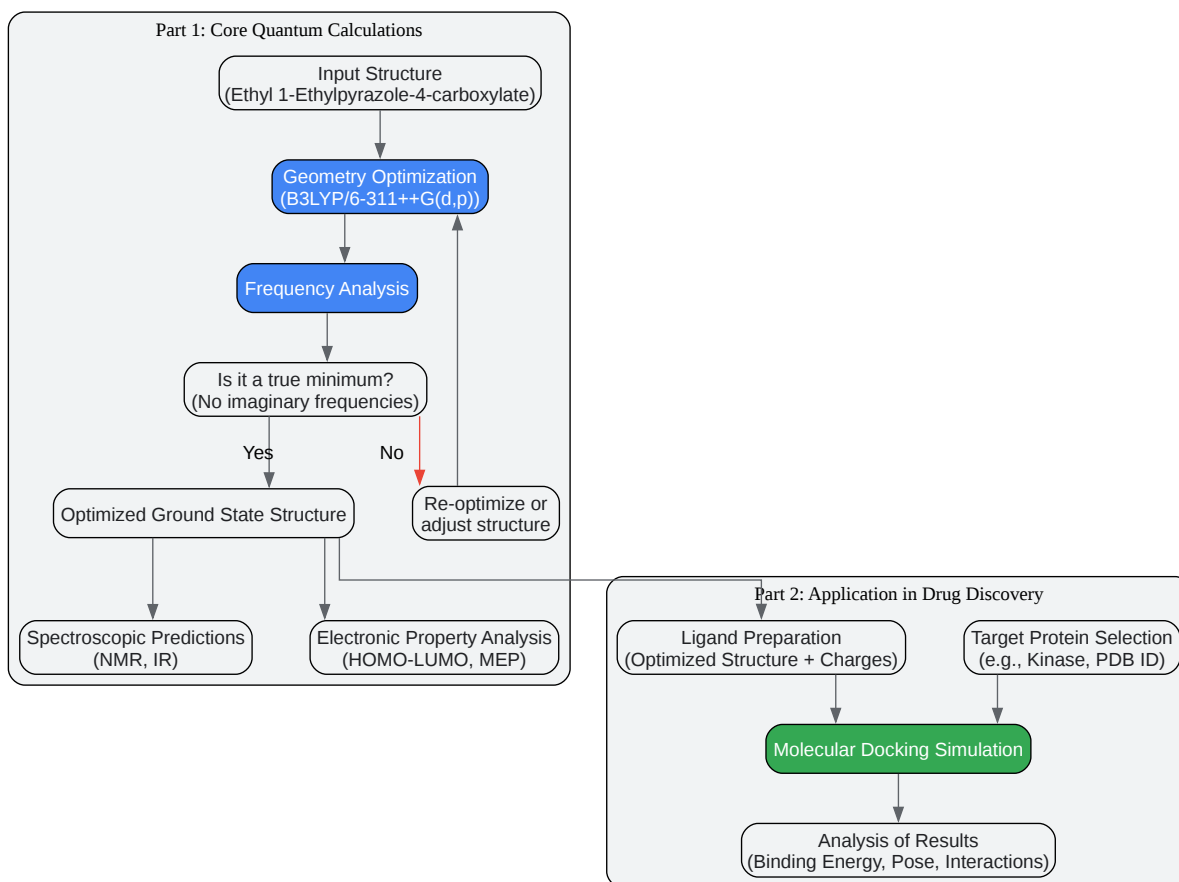 Part 1: Core Quantum Calculations
Input Structure
(Ethyl 1-Ethylpyrazole-4-carboxylate)
Geometry Optimization
(B3LYP/6-311++G(d,p))
Frequency Analysis
Is it a true minimum?
(No imaginary frequencies)
Yes
No
Optimized Ground State Structure
Re-optimize or
adjust structure
Spectroscopic Predictions
(NMR, IR)
Electronic Property Analysis
(HOMO-LUMO, MEP)
Part 2: Application in Drug Discovery
Ligand Preparation
(Optimized Structure + Charges)
Target Protein Selection
(e.g., Kinase, PDB ID)
Molecular Docking Simulation
Analysis of Results
(Binding Energy, Pose, Interactions)